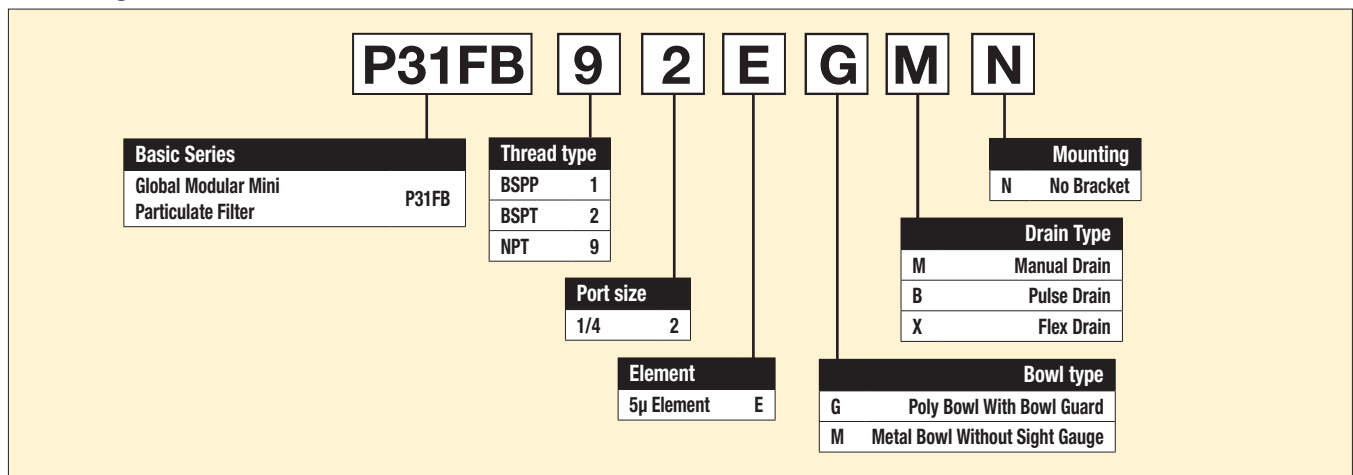 P31FB 9 2 E G M N
Basic Series
Global Modular Mini
Particulate Filter P31FB
Thread type
BSPP 1
BSPT 2
NPT 9
Port size
1/4 2
Element
5μ Element E
Mounting
N No Bracket
Drain Type
M Manual Drain
B Pulse Drain
X Flex Drain
Bowl type
G Poly Bowl With Bowl Guard
M Metal Bowl Without Sight Gauge